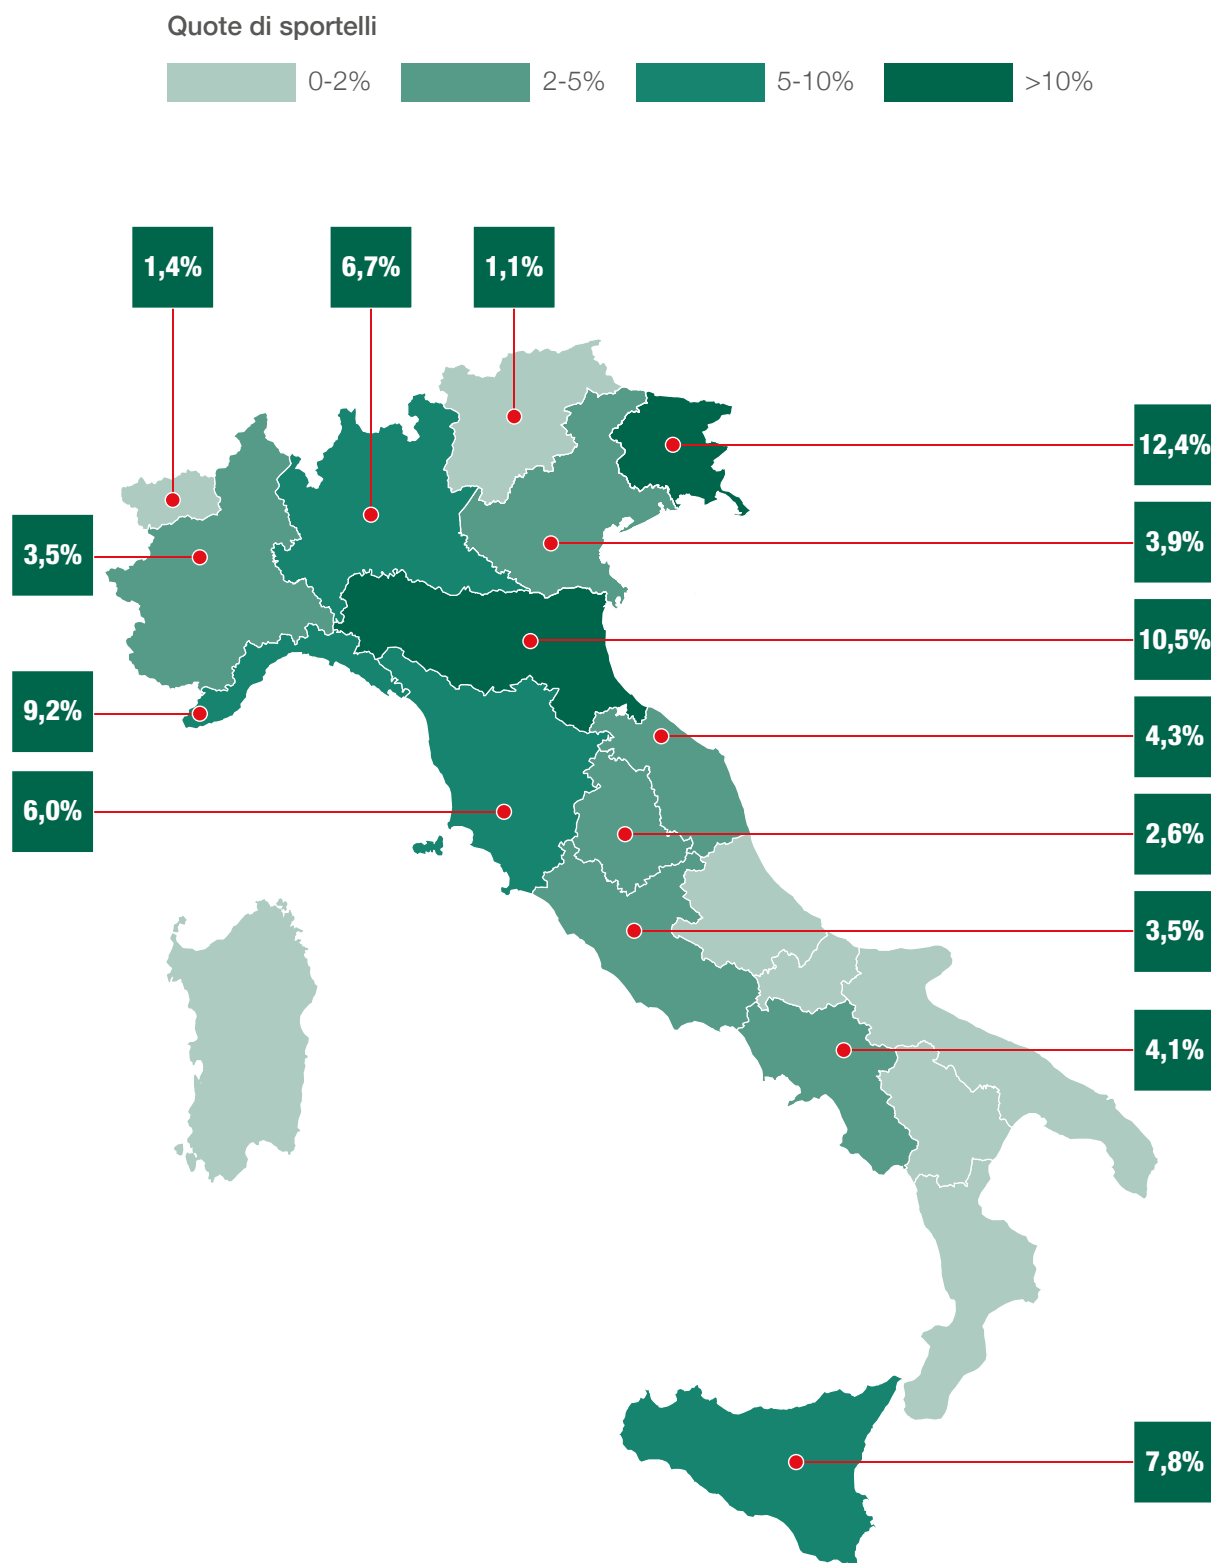 Quote di sportelli
0-2% 2-5% 5-10% >10%
1,4% 6,7% 1,1%
12,4%
3,5% 3,9%
10,5%
9,2% 4,3%
6,0% 2,6%
3,5%
4,1%
7,8%